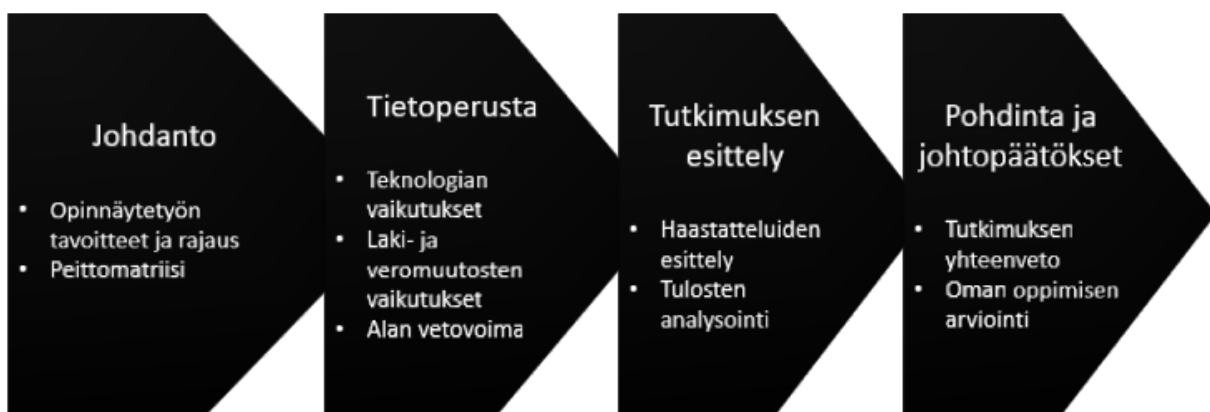 Johdanto
• Opinnäytetyön
tavoitteet ja rajaus
• Peittomatriisi
Tietoperusta
• Teknologian
vaikutukset
• Laki- ja
veromuutosten
vaikutukset
• Alan vetovoima
Tutkimuksen
esittely
• Haastatteluiden
esittely
• Tulosten
analysointi
Pohdinta ja
johtopäätökset
• Tutkimuksen
yhteenveto
• Oman oppimisen
arviointi